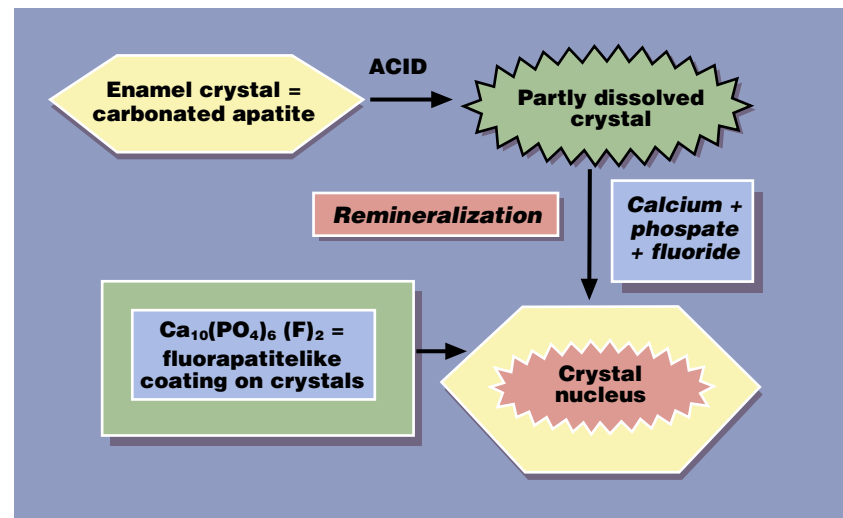 Enamel crystal =
carbonated apatite
ACID
Partly dissolved
crystal
Remineralization
Calcium +
phospate
+ fluoride
Ca₁₀(PO₄)₆ (F)₂ =
fluorapatitelike
coating on crystals
Crystal
nucleus